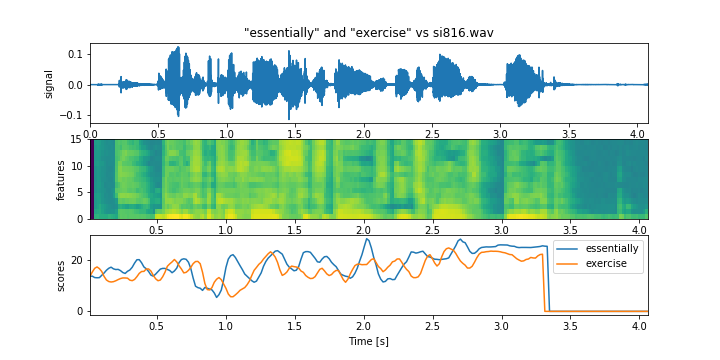 "essentially" and "exercise" vs si816.wav
signal
0.1
0.0
−0.1
0.0 0.5 1.0 1.5 2.0 2.5 3.0 3.5 4.0
features
15
10
5
0
0.5 1.0 1.5 2.0 2.5 3.0 3.5 4.0
scores
20
0
essentially
exercise
0.5 1.0 1.5 2.0 2.5 3.0 3.5 4.0
Time [s]